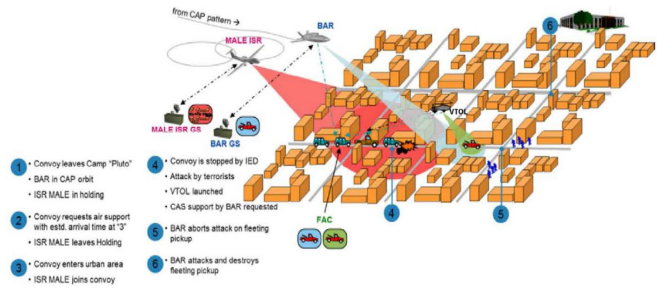 from CAP pattern
BAR
MALE ISR
6
VTOL
MALE ISR GS
BAR GS
FAC
4
5
1
• Convoy leaves Camp "Pluto"
• BAR in CAP orbit
• ISR MALE in holding
2
• Convoy requests air support
with estd. arrival time at "3"
• ISR MALE leaves Holding
3
• Convoy enters urban area
• ISR MALE joins convoy
4
• Convoy is stopped by IED
• Attack by terrorists
• VTOL launched
• CAS support by BAR requested
5
• BAR aborts attack on fleeting
pickup
6
• BAR attacks and destroys
fleeting pickup